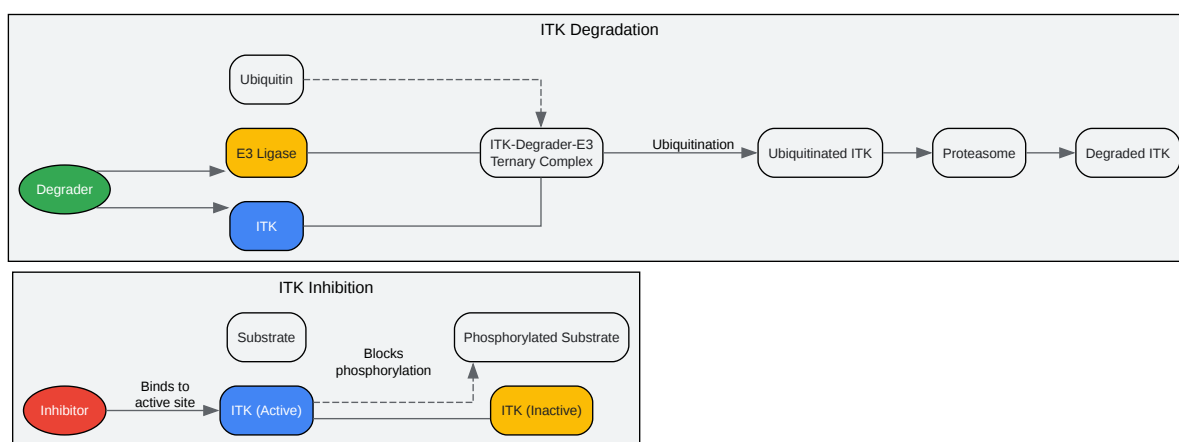 ITK Degradation
Ubiquitin
E3 Ligase
ITK-Degrader-E3
Ternary Complex
Ubiquitination
Ubiquitinated ITK
Proteasome
Degraded ITK
Degrader
ITK
ITK Inhibition
Substrate
Phosphorylated Substrate
Blocks
phosphorylation
Inhibitor
Binds to
active site
ITK (Active)
ITK (Inactive)